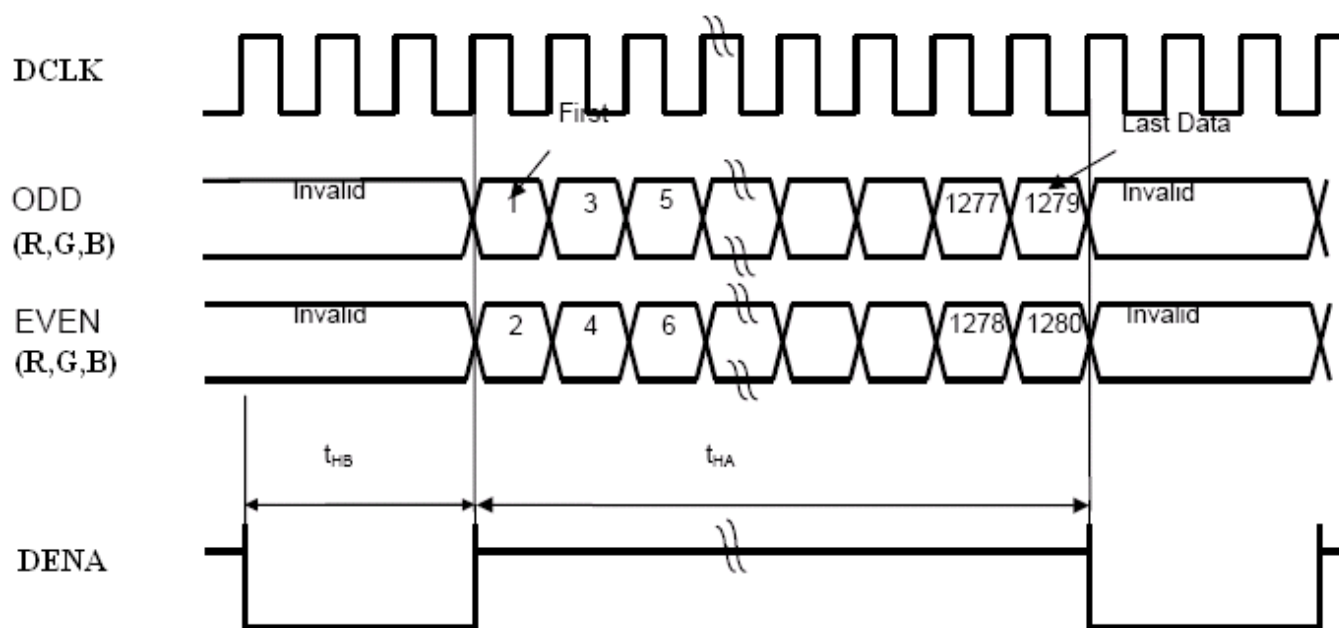 DCLK
First
Last Data
ODD
(R,G,B)
Invalid
1
3
5
1277
1279
Invalid
EVEN
(R,G,B)
Invalid
2
4
6
1278
1280
Invalid
tHB
tHA
DENA